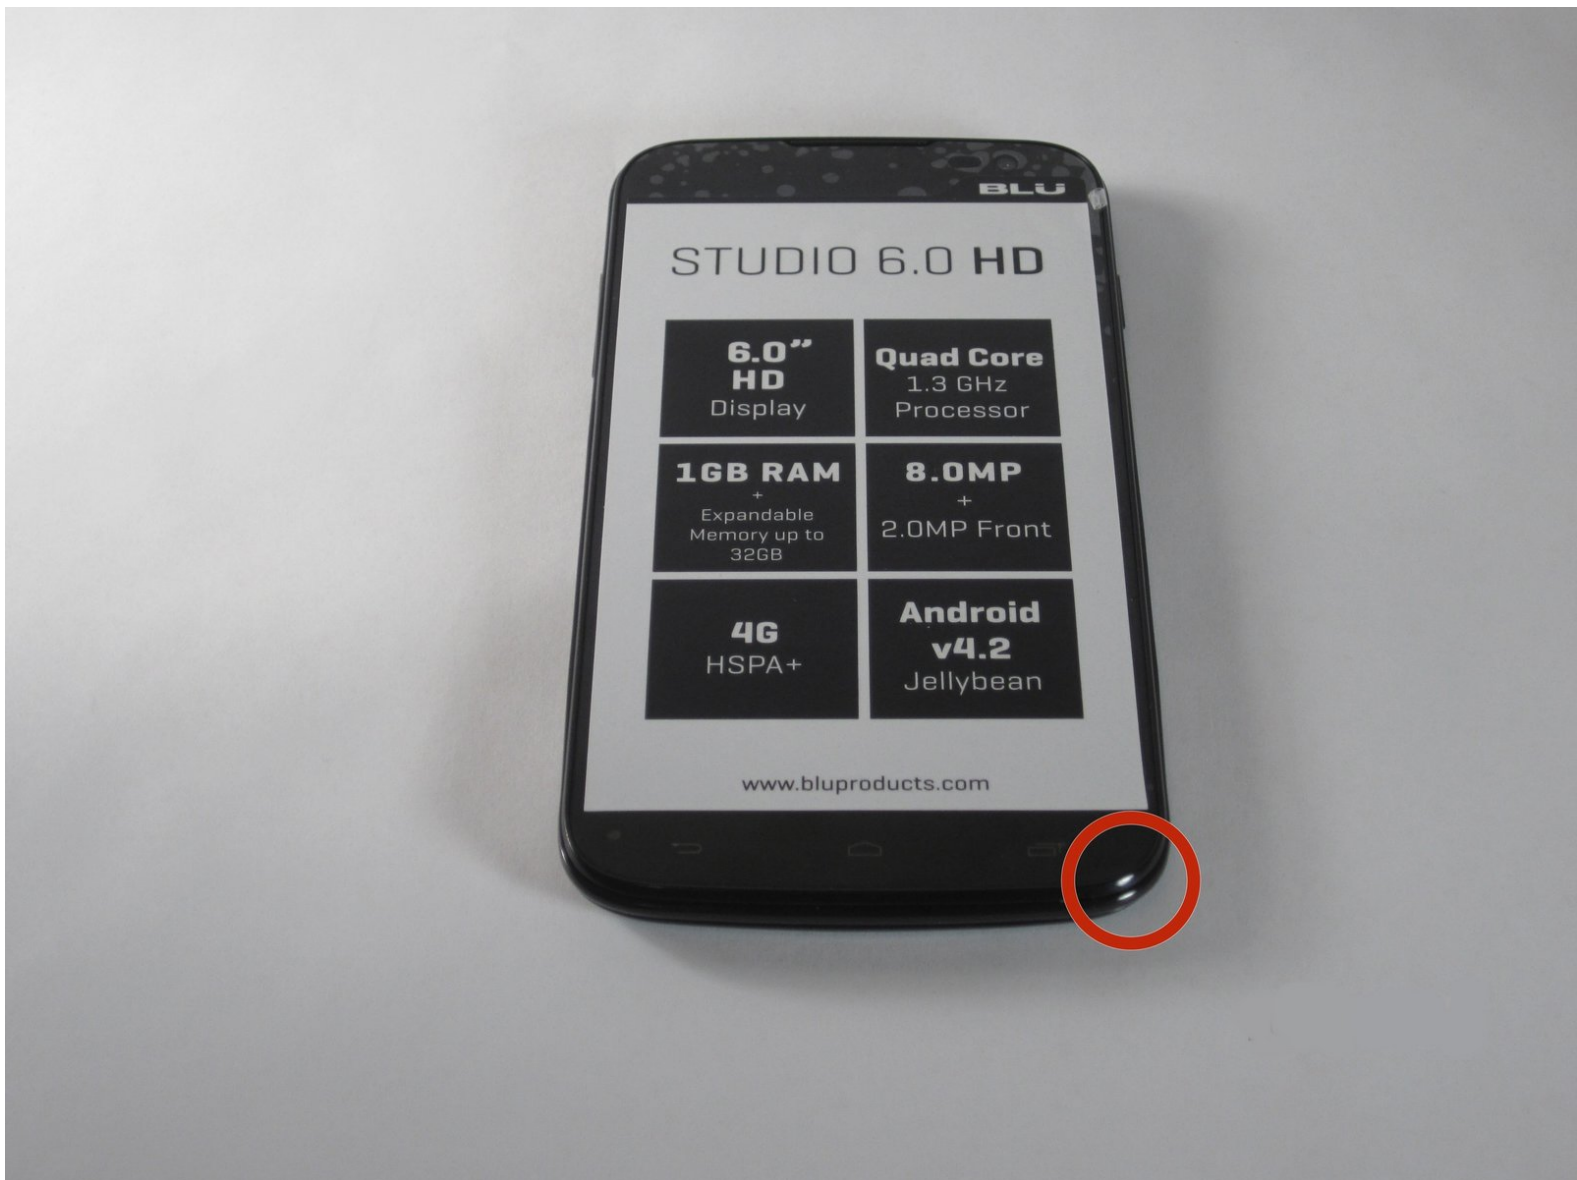 BLU
STUDIO 6.0 HD
6.0”
HD
Display
Quad Core
1.3 GHz
Processor
1GB RAM
+
Expandable
Memory up to
32GB
8.0MP
+
2.0MP Front
4G
HSPA+
Android
v4.2
Jellybean
www.bluproducts.com